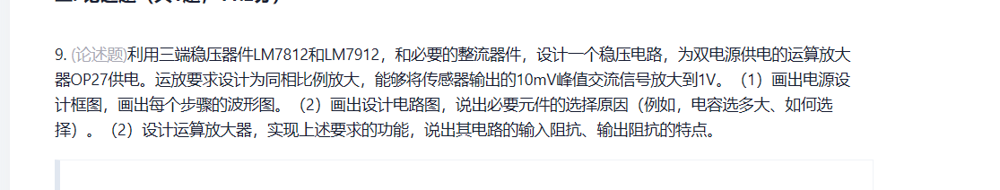 9. (论述题)利用三端稳压器件LM7812和LM7912，和必要的整流器件，设计一个稳压电路，为双电源供电的运算放大
器OP27供电。运放要求设计为同相比例放大，能够将传感器输出的10mV峰值交流信号放大到1V。（1）画出电源设
计框图，画出每个步骤的波形图。（2）画出设计电路图，说出必要元件的选择原因（例如，电容选多大、如何选
择）。（2）设计运算放大器，实现上述要求的功能，说出其电路的输入阻抗、输出阻抗的特点。